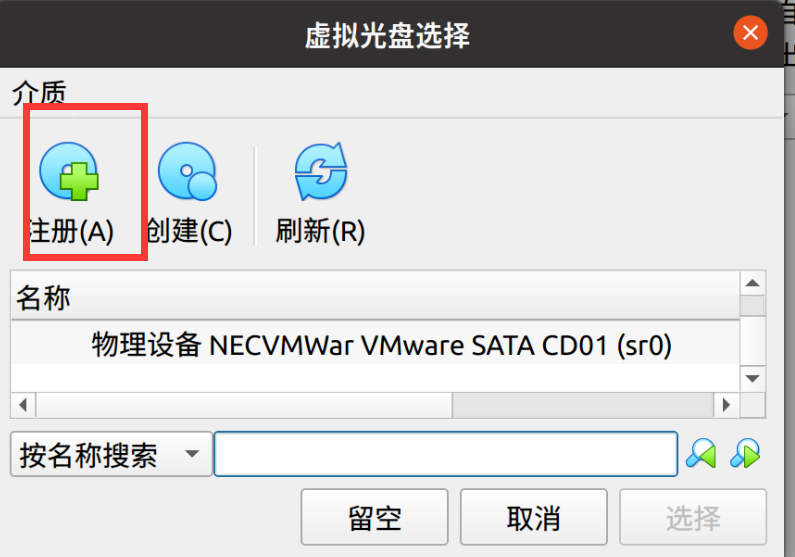 虚拟光盘选择
介质
注册(A) 创建(C) 刷新(R)
名称
物理设备 NECVMWar VMware SATA CD01 (sr0)
按名称搜索
留空 取消 选择